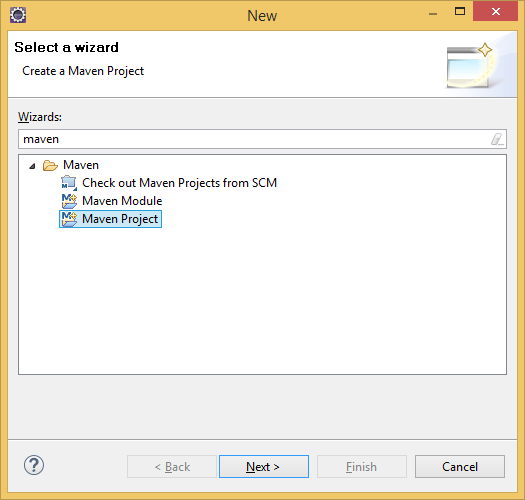 New
Select a wizard
Create a Maven Project
Wizards:
maven
Maven
Check out Maven Projects from SCM
Maven Module
Maven Project
< Back
Next >
Finish
Cancel